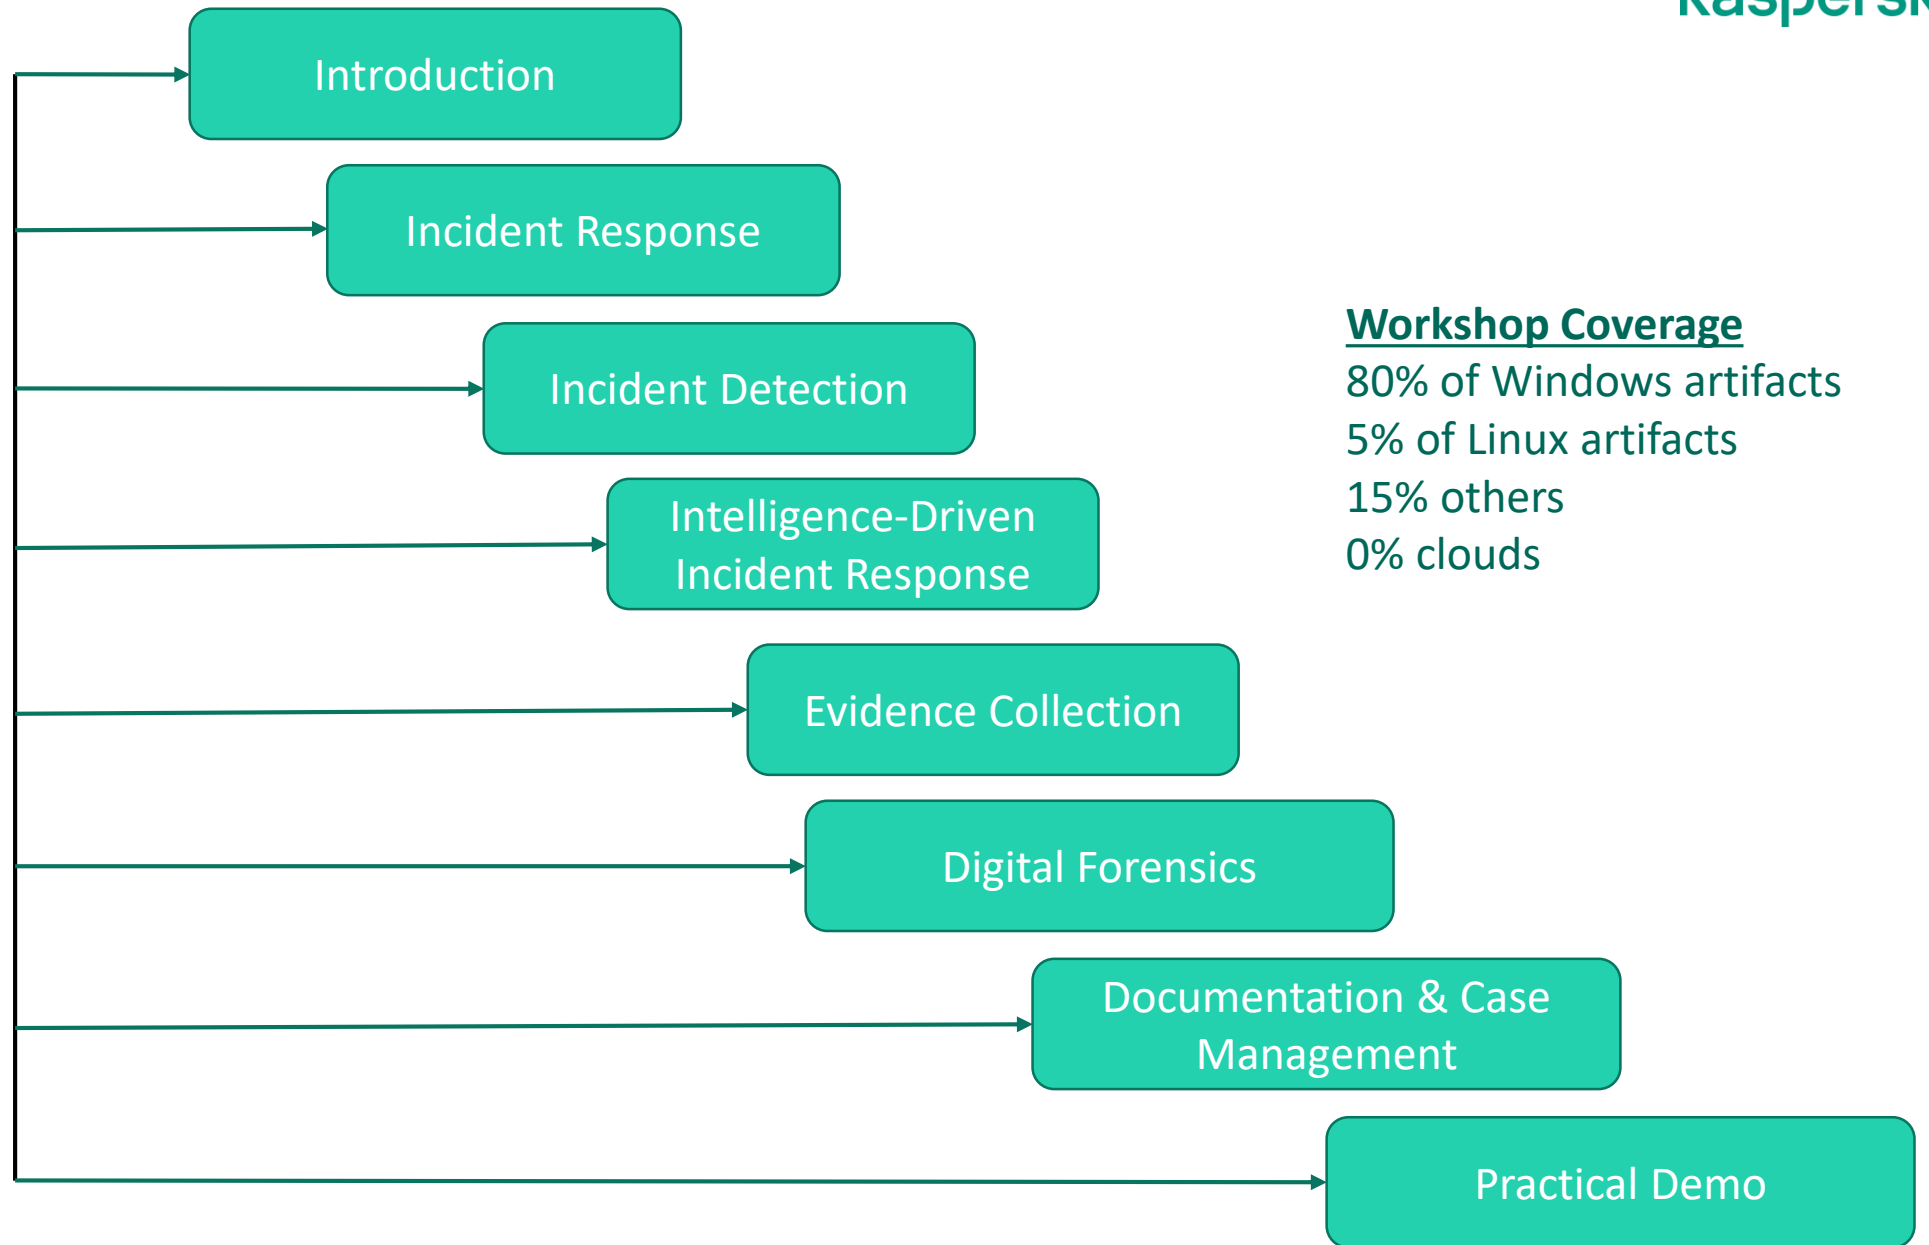 Introduction
Incident Response
Incident Detection
Intelligence-Driven
Incident Response
Evidence Collection
Digital Forensics
Documentation & Case
Management
Practical Demo
Workshop Coverage
80% of Windows artifacts
5% of Linux artifacts
15% others
0% clouds